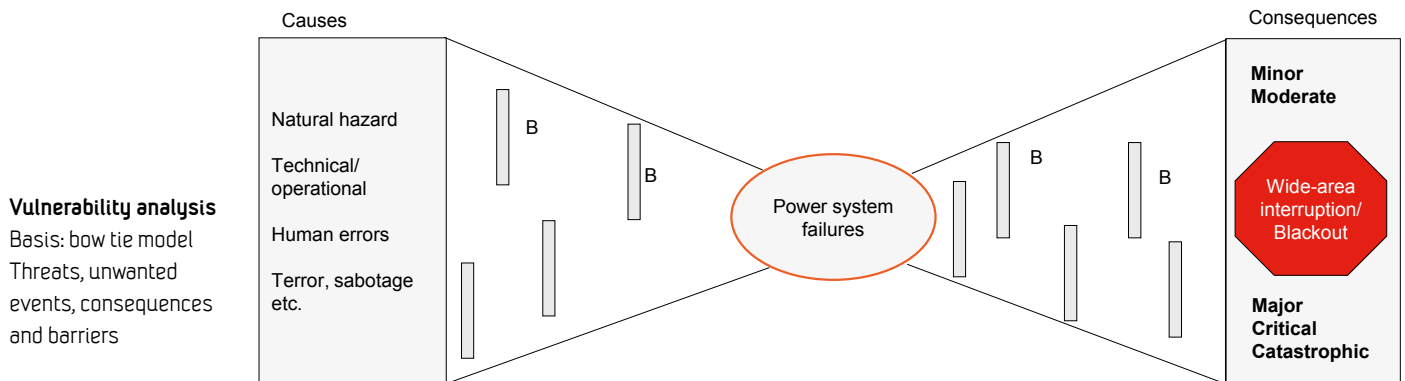 Causes
Consequences
Vulnerability analysis
Basis: bow tie model
Threats, unwanted
events, consequences
and barriers
Natural hazard
Technical/
operational
Human errors
Terror, sabotage
etc.
B
B
Power system
failures
B
B
Minor
Moderate
Wide-area
interruption/
Blackout
Major
Critical
Catastrophic